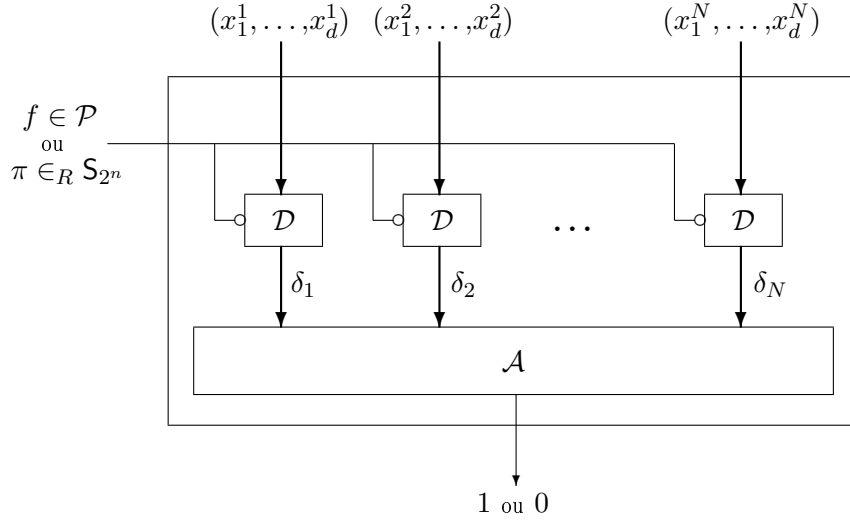 (x_1^1,…,x_d^1) (x_1^2,…,x_d^2) (x_1^N,…,x_d^N)
f ∈ 𝒫
ou
π ∈_R S_{2^n}
𝒟 𝒟 … 𝒟
δ_1 δ_2 δ_N
𝒜
1 ou 0